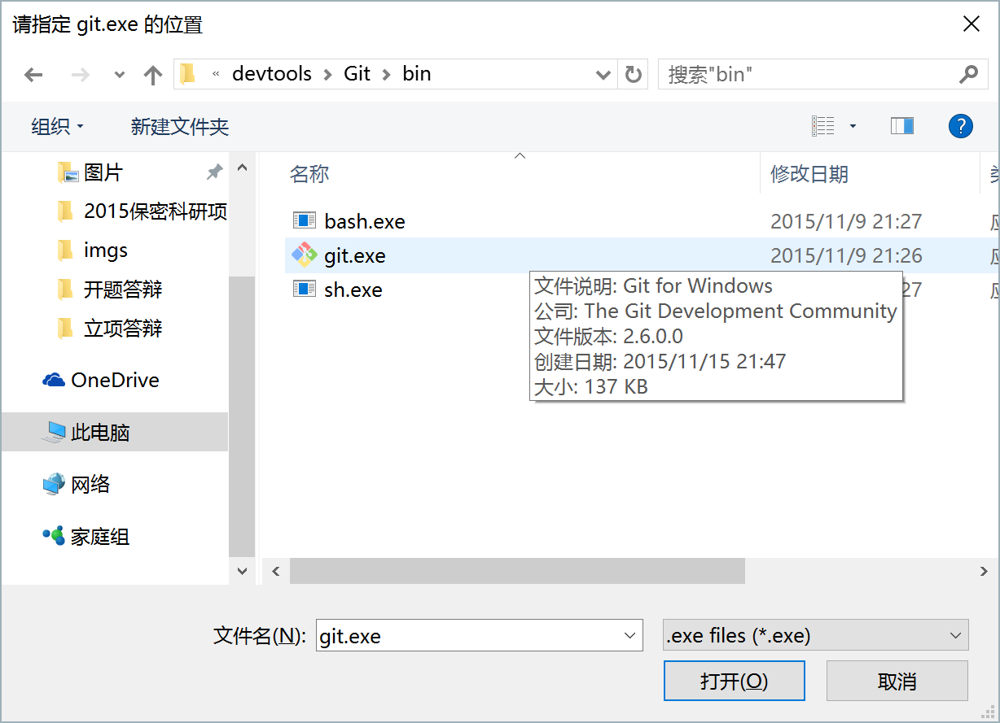 请指定 git.exe 的位置
« devtools > Git > bin
搜索"bin"
组织
新建文件夹
?
图片
2015保密科研项
imgs
开题答辩
立项答辩
OneDrive
此电脑
网络
家庭组
名称
修改日期
bash.exe
2015/11/9 21:27
git.exe
2015/11/9 21:26
sh.exe
27
文件说明: Git for Windows
公司: The Git Development Community
文件版本: 2.6.0.0
创建日期: 2015/11/15 21:47
大小: 137 KB
文件名(N):
git.exe
.exe files (*.exe)
打开(O)
取消